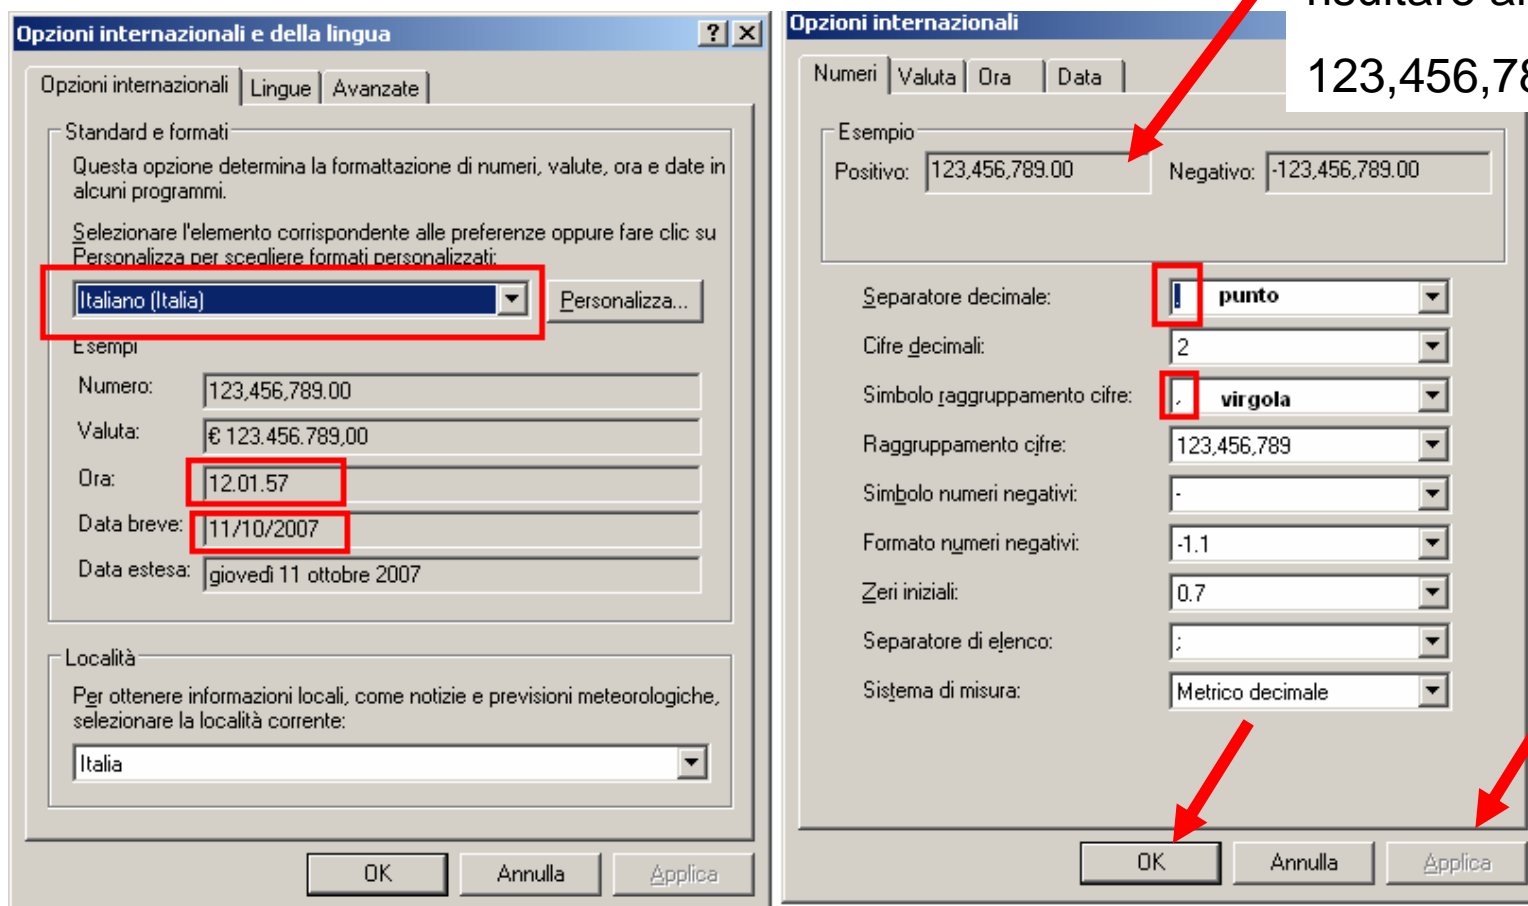 Opzioni internazionali e della lingua
Opzioni internazionali
Lingue
Avanzate
Standard e formati
Questa opzione determina la formattazione di numeri, valute, ora e date in
alcuni programmi.
Selezionare l'elemento corrispondente alle preferenze oppure fare clic su
Personalizza per scegliere formati personalizzati:
Italiano (Italia)
Personalizza...
Esempi
Numero:
123,456,789.00
Valuta:
€ 123.456.789,00
Ora:
12.01.57
Data breve:
11/10/2007
Data estesa:
giovedì 11 ottobre 2007
Località
Per ottenere informazioni locali, come notizie e previsioni meteorologiche,
selezionare la località corrente:
Italia
OK
Annulla
Applica
Opzioni internazionali
123,456,78
Numeri
Valuta
Ora
Data
Esempio
Positivo:
123,456,789.00
Negativo:
-123,456,789.00
Separatore decimale:
. punto
Cifre decimali:
2
Simbolo raggruppamento cifre:
, virgola
Raggruppamento cifre:
123,456,789
Simbolo numeri negativi:
-
Formato numeri negativi:
-1.1
Zeri iniziali:
0.7
Separatore di elenco:
;
Sistema di misura:
Metrico decimale
OK
Annulla
Applica